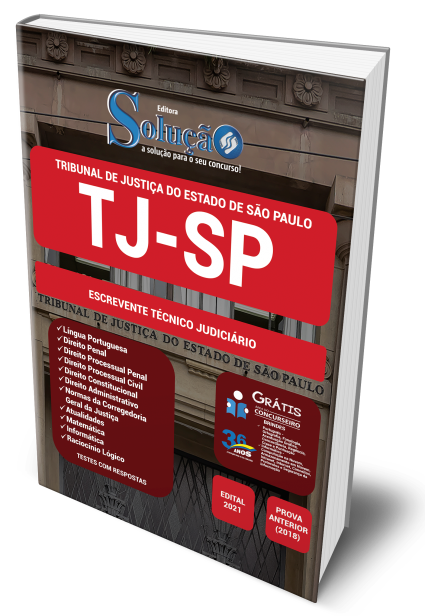 Editora
Solução
a solução para o seu concurso!
TRIBUNAL DE JUSTIÇA DO ESTADO DE SÃO PAULO
TJ-SP
ESCREVENTE TÉCNICO JUDICIÁRIO
TRIBUNAL DE JUSTIÇA DO ESTADO DE SÃO PAULO
✓ Língua Portuguesa
✓ Direito Penal
✓ Direito Processual Penal
✓ Direito Processual Civil
✓ Direito Constitucional
✓ Direito Administrativo
✓ Normas da Corregedoria
Geral da Justiça
✓ Atualidades
✓ Matemática
✓ Informática
✓ Raciocínio Lógico
TESTES COM RESPOSTAS
GRÁTIS
CONCURSEIRO
BRINDES
36
ANOS
EDITAL
2021
PROVA
ANTERIOR
(2018)